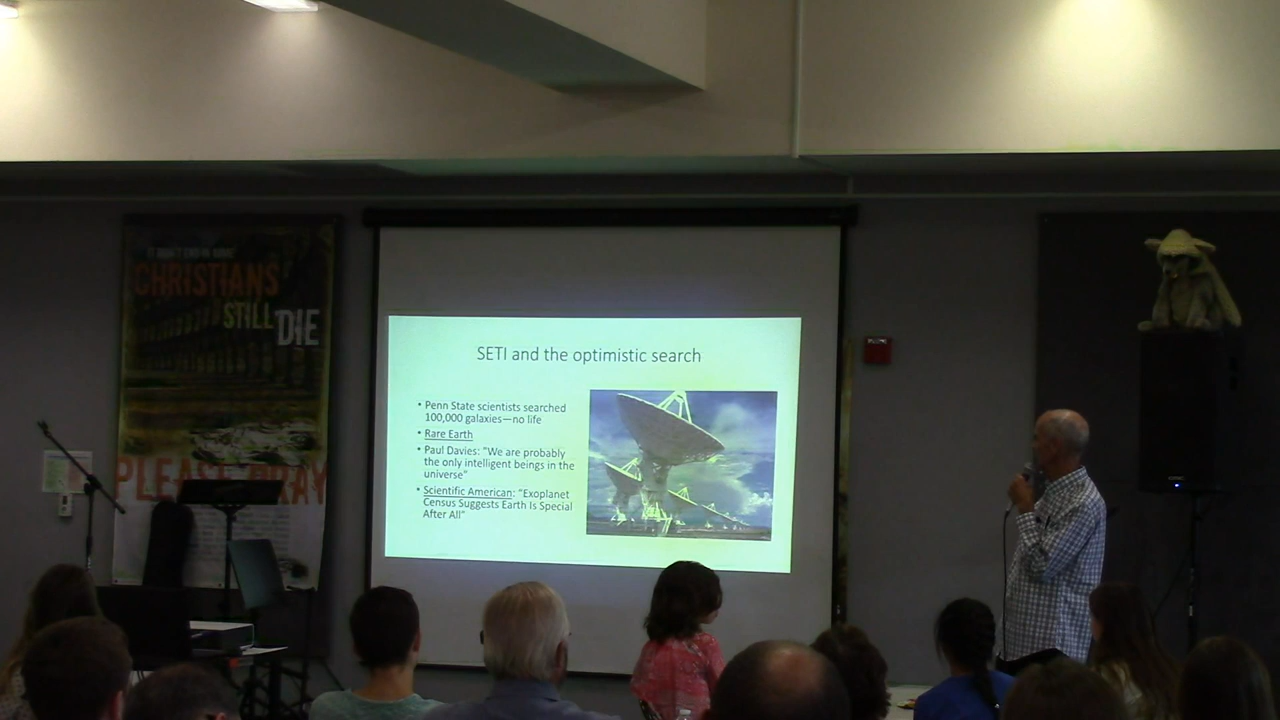 CHRISTIANS
STILL
DIE
PLEASE PRAY
SETI and the optimistic search
• Penn State scientists searched
100,000 galaxies—no life
• Rare Earth
• Paul Davies: "We are probably
the only intelligent beings in the
universe"
• Scientific American: "Exoplanet
Census Suggests Earth Is Special
After All"